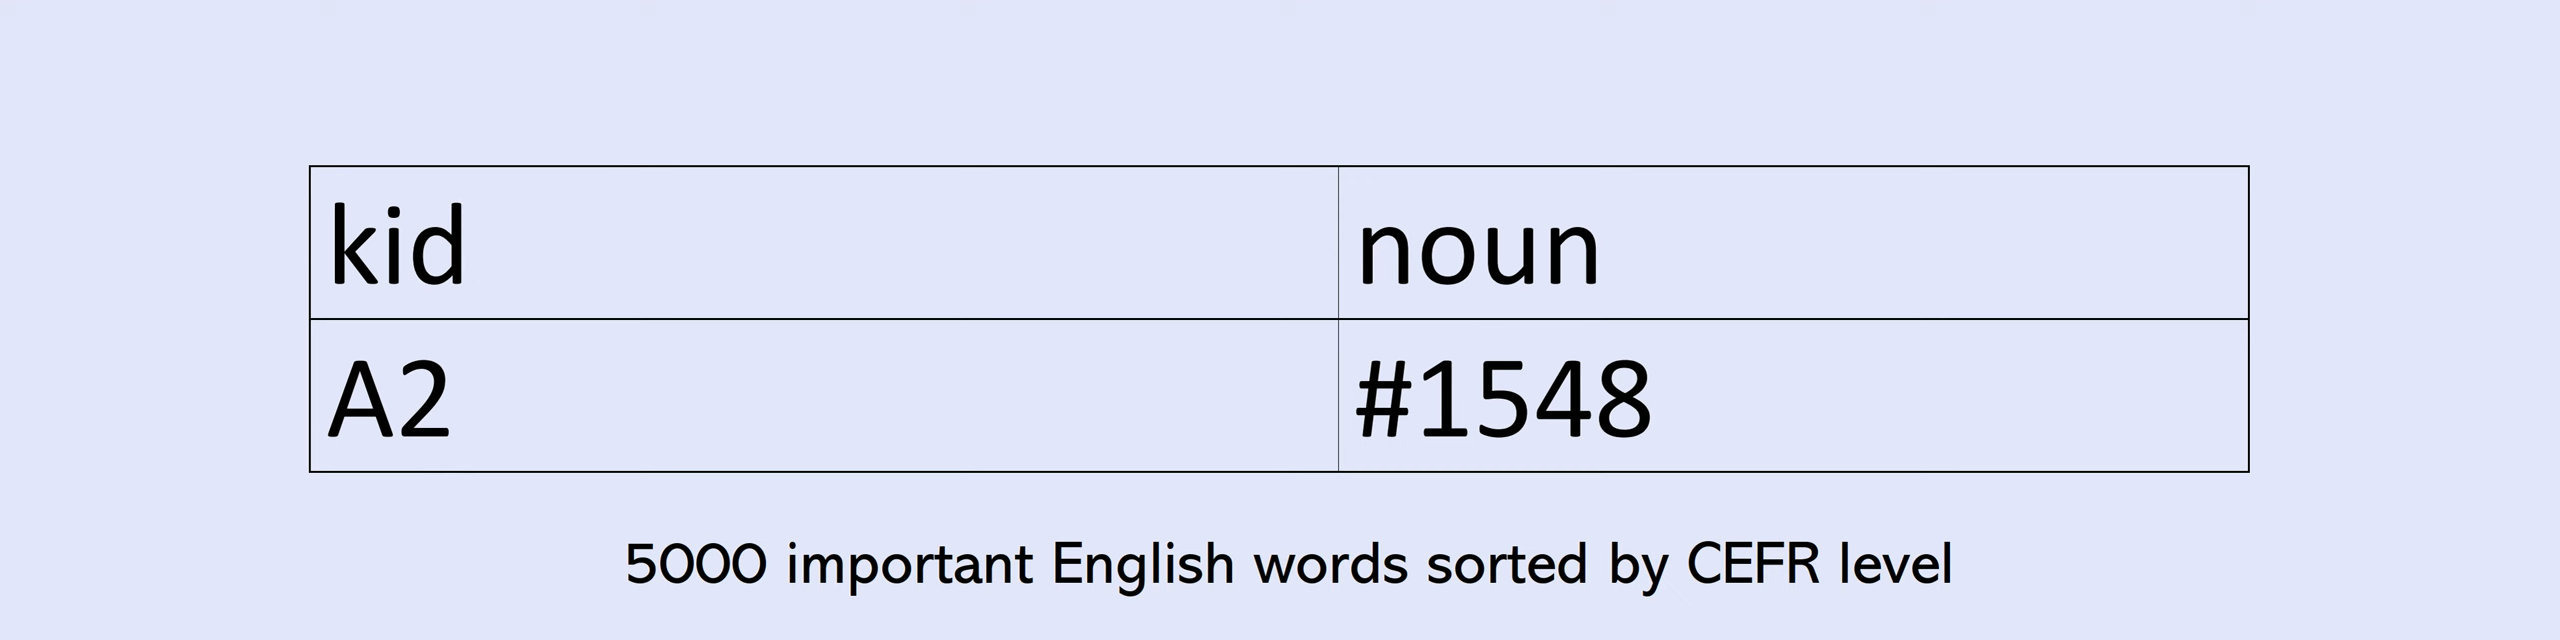 kid noun
A2 #1548
5000 important English words sorted by CEFR level